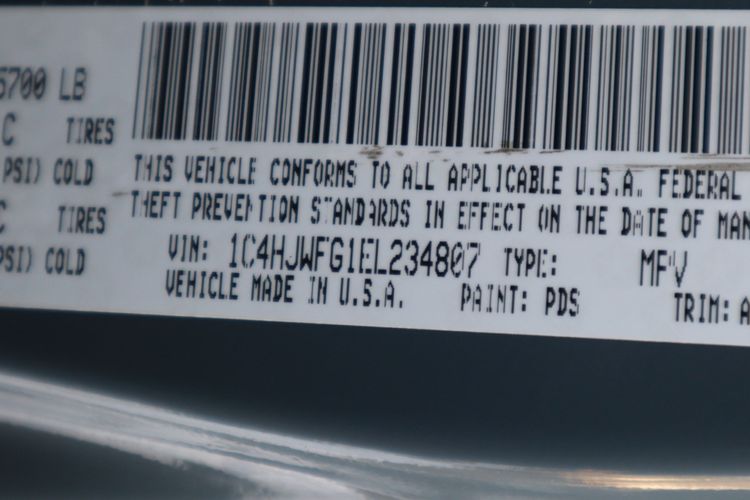 5700 LB
C TIRES
PSI) COLD
C TIRES
PSI) COLD
THIS VEHICLE CONFORMS TO ALL APPLICABLE U.S.A. FEDERAL
THEFT PREVENTION STANDARDS IN EFFECT ON THE DATE OF MAN
VIN: 1C4HJWFG1EL234807 TYPE: MPV
VEHICLE MADE IN U.S.A. PAINT: PDS TRIM: A